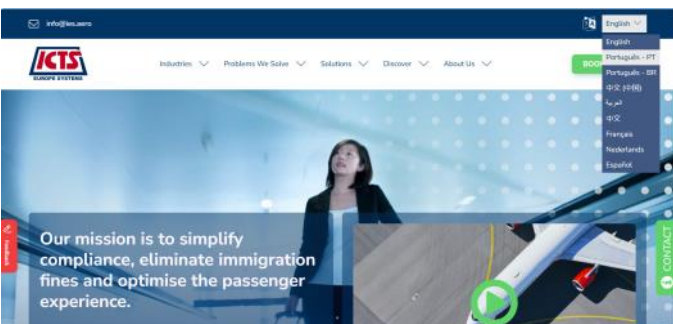 info@ies.aero
English
ICTS
EUROPE SYSTEMS
Industries
Problems We Solve
Solutions
Discover
About Us
BOO
English
Português - PT
Português - BR
中文 (中国)
العربية
中文
Français
Nederlands
Español
Our mission is to simplify
compliance, eliminate immigration
fines and optimise the passenger
experience.
Feedback
CONTACT